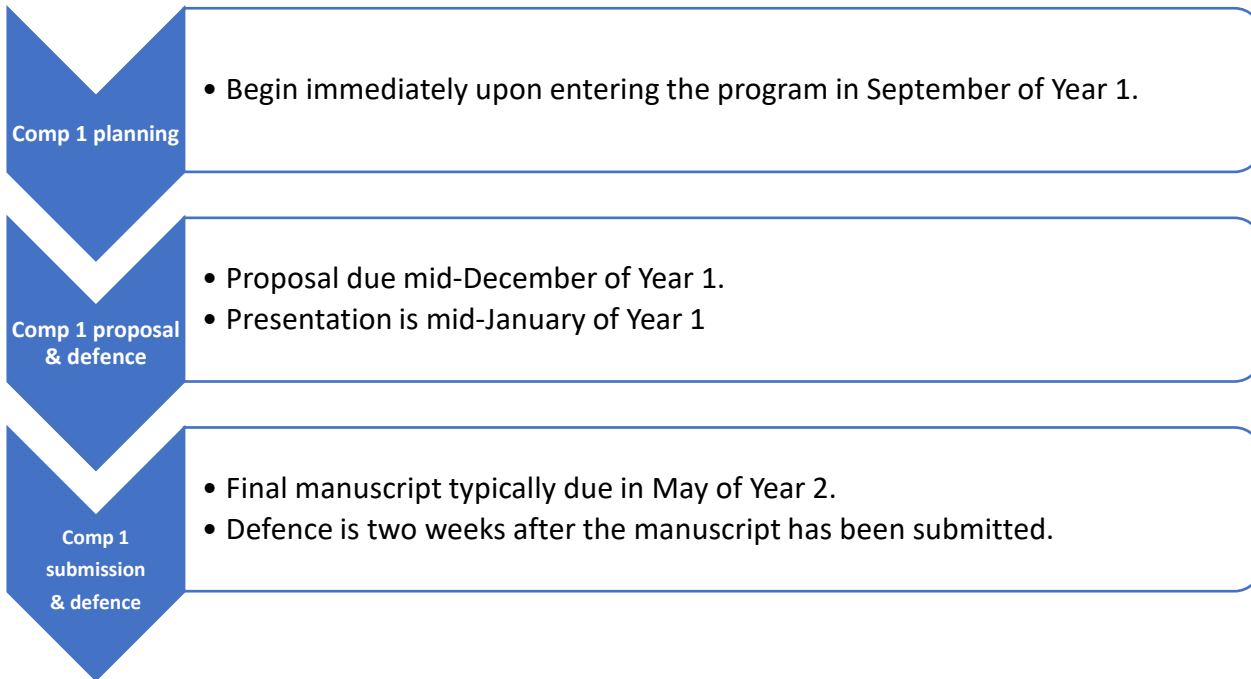 Comp 1 planning
• Begin immediately upon entering the program in September of Year 1.
Comp 1 proposal
& defence
• Proposal due mid-December of Year 1.
• Presentation is mid-January of Year 1
Comp 1
submission
& defence
• Final manuscript typically due in May of Year 2.
• Defence is two weeks after the manuscript has been submitted.